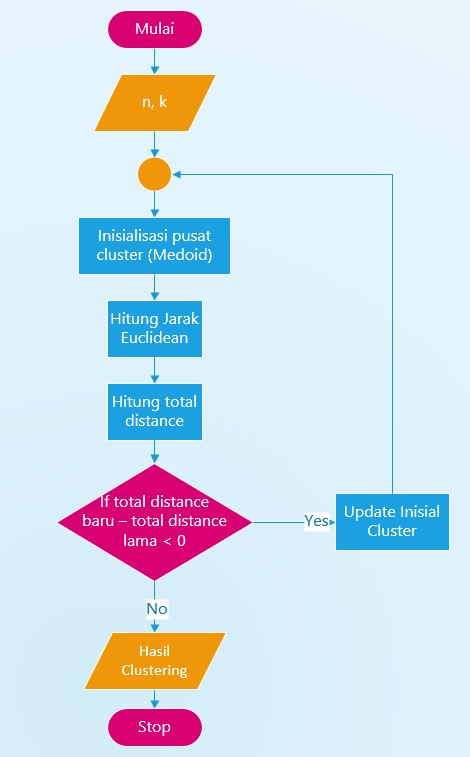 Mulai
n, k
Inisialisasi pusat
cluster (Medoid)
Hitung Jarak
Euclidean
Hitung total
distance
If total distance
baru – total distance
lama < 0
Yes
Update Inisial
Cluster
No
Hasil
Clustering
Stop